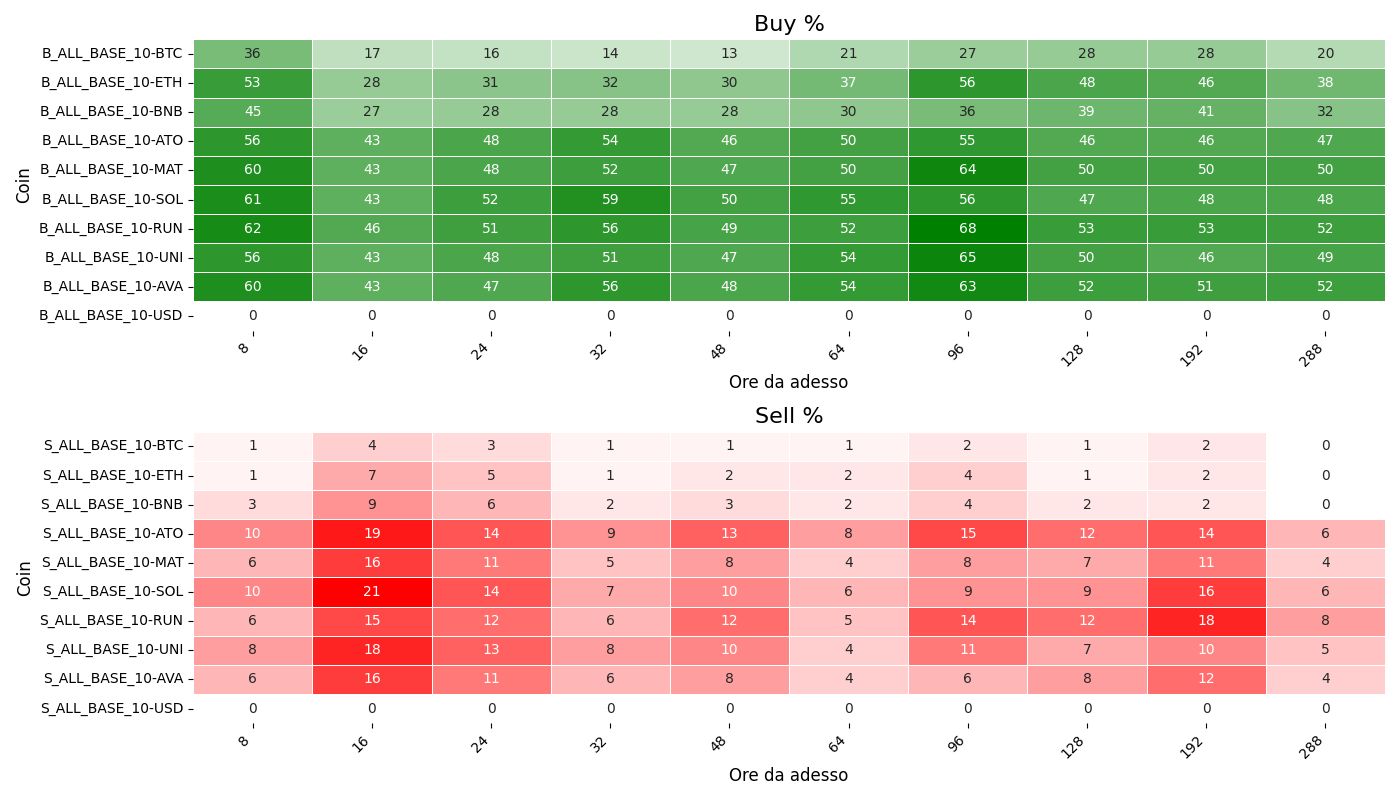 Buy %
Coin
B_ALL_BASE_10-BTC 36 17 16 14 13 21 27 28 28 20
B_ALL_BASE_10-ETH 53 28 31 32 30 37 56 48 46 38
B_ALL_BASE_10-BNB 45 27 28 28 28 30 36 39 41 32
B_ALL_BASE_10-ATO 56 43 48 54 46 50 55 46 46 47
B_ALL_BASE_10-MAT 60 43 48 52 47 50 64 50 50 50
B_ALL_BASE_10-SOL 61 43 52 59 50 55 56 47 48 48
B_ALL_BASE_10-RUN 62 46 51 56 49 52 68 53 53 52
B_ALL_BASE_10-UNI 56 43 48 51 47 54 65 50 46 49
B_ALL_BASE_10-AVA 60 43 47 56 48 54 63 52 51 52
B_ALL_BASE_10-USD 0 0 0 0 0 0 0 0 0 0
8 16 24 32 48 64 96 128 192 288
Ore da adesso
Sell %
Coin
S_ALL_BASE_10-BTC 1 4 3 1 1 1 2 1 2 0
S_ALL_BASE_10-ETH 1 7 5 1 2 2 4 1 2 0
S_ALL_BASE_10-BNB 3 9 6 2 3 2 4 2 2 0
S_ALL_BASE_10-ATO 10 19 14 9 13 8 15 12 14 6
S_ALL_BASE_10-MAT 6 16 11 5 8 4 8 7 11 4
S_ALL_BASE_10-SOL 10 21 14 7 10 6 9 9 16 6
S_ALL_BASE_10-RUN 6 15 12 6 12 5 14 12 18 8
S_ALL_BASE_10-UNI 8 18 13 8 10 4 11 7 10 5
S_ALL_BASE_10-AVA 6 16 11 6 8 4 6 8 12 4
S_ALL_BASE_10-USD 0 0 0 0 0 0 0 0 0 0
8 16 24 32 48 64 96 128 192 288
Ore da adesso